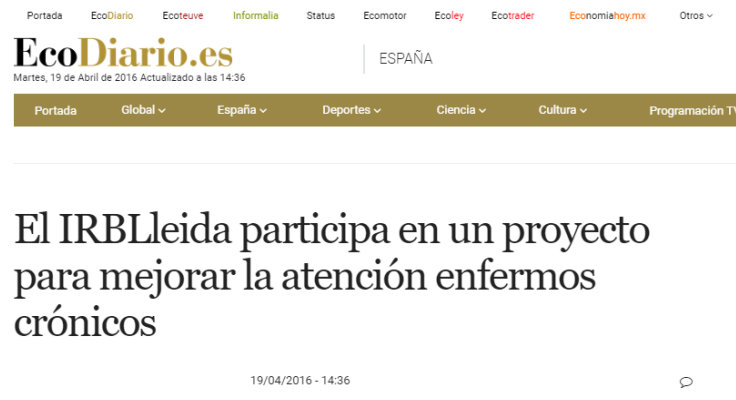 Portada EcoDiario Ecoteuve Informalia Status Ecomotor Ecoley Ecotrader Economiahoy.mx Otros
EcoDiario.es
ESPAÑA
Martes, 19 de Abril de 2016 Actualizado a las 14:36
Portada Global España Deportes Ciencia Cultura Programación TV
El IRBLleida participa en un proyecto
para mejorar la atención enfermos
crónicos
19/04/2016 - 14:36